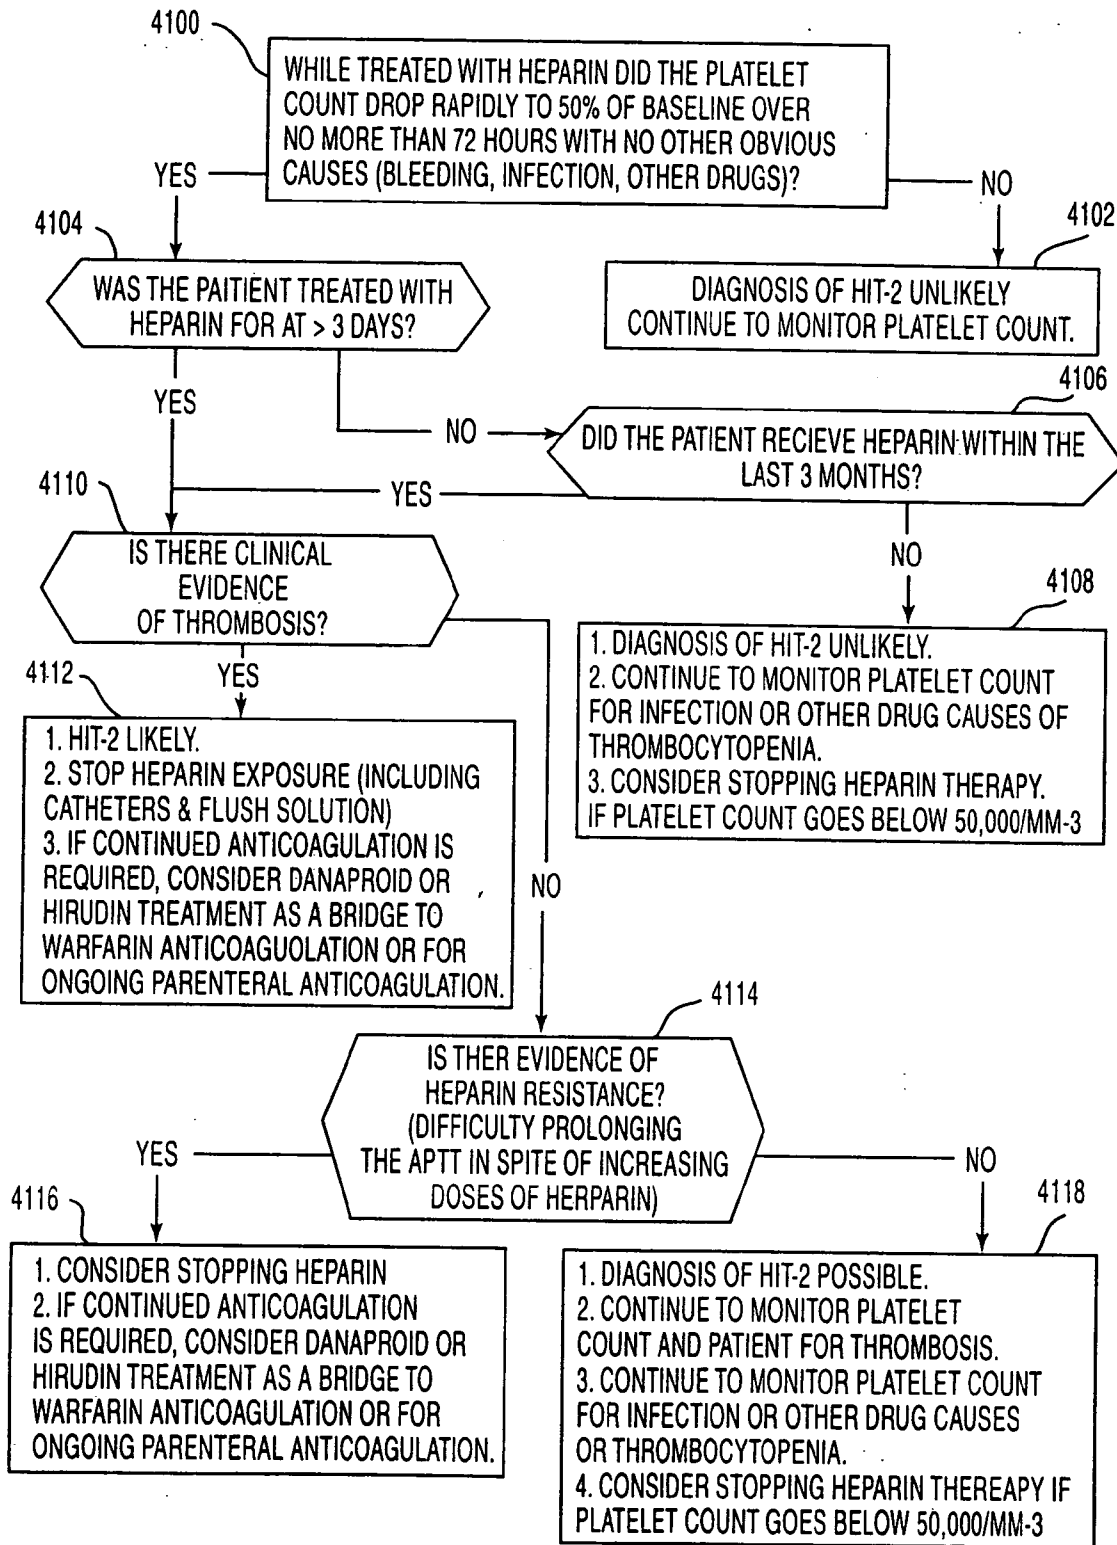 4100
WHILE TREATED WITH HEPARIN DID THE PLATELET
COUNT DROP RAPIDLY TO 50% OF BASELINE OVER
NO MORE THAN 72 HOURS WITH NO OTHER OBVIOUS
CAUSES (BLEEDING, INFECTION, OTHER DRUGS)?
YES
NO
4104
WAS THE PAITIENT TREATED WITH
HEPARIN FOR AT > 3 DAYS?
4102
DIAGNOSIS OF HIT-2 UNLIKELY
CONTINUE TO MONITOR PLATELET COUNT.
YES
NO
4106
DID THE PATIENT RECIEVE HEPARIN WITHIN THE
LAST 3 MONTHS?
YES
NO
4110
IS THERE CLINICAL
EVIDENCE
OF THROMBOSIS?
YES
4108
1. DIAGNOSIS OF HIT-2 UNLIKELY.
2. CONTINUE TO MONITOR PLATELET COUNT
FOR INFECTION OR OTHER DRUG CAUSES OF
THROMBOCYTOPENIA.
3. CONSIDER STOPPING HEPARIN THERAPY.
IF PLATELET COUNT GOES BELOW 50,000/MM-3
4112
1. HIT-2 LIKELY.
2. STOP HEPARIN EXPOSURE (INCLUDING
CATHETERS & FLUSH SOLUTION)
3. IF CONTINUED ANTICOAGULATION IS
REQUIRED, CONSIDER DANAPROID OR
HIRUDIN TREATMENT AS A BRIDGE TO
WARFARIN ANTICOAGUOLATION OR FOR
ONGOING PARENTERAL ANTICOAGULATION.
NO
4114
IS THER EVIDENCE OF
HEPARIN RESISTANCE?
(DIFFICULTY PROLONGING
THE APTT IN SPITE OF INCREASING
DOSES OF HERPARIN)
YES
NO
4116
1. CONSIDER STOPPING HEPARIN
2. IF CONTINUED ANTICOAGULATION
IS REQUIRED, CONSIDER DANAPROID OR
HIRUDIN TREATMENT AS A BRIDGE TO
WARFARIN ANTICOAGULATION OR FOR
ONGOING PARENTERAL ANTICOAGULATION.
4118
1. DIAGNOSIS OF HIT-2 POSSIBLE.
2. CONTINUE TO MONITOR PLATELET
COUNT AND PATIENT FOR THROMBOSIS.
3. CONTINUE TO MONITOR PLATELET COUNT
FOR INFECTION OR OTHER DRUG CAUSES
OR THROMBOCYTOPENIA.
4. CONSIDER STOPPING HEPARIN THEREAPY IF
PLATELET COUNT GOES BELOW 50,000/MM-3